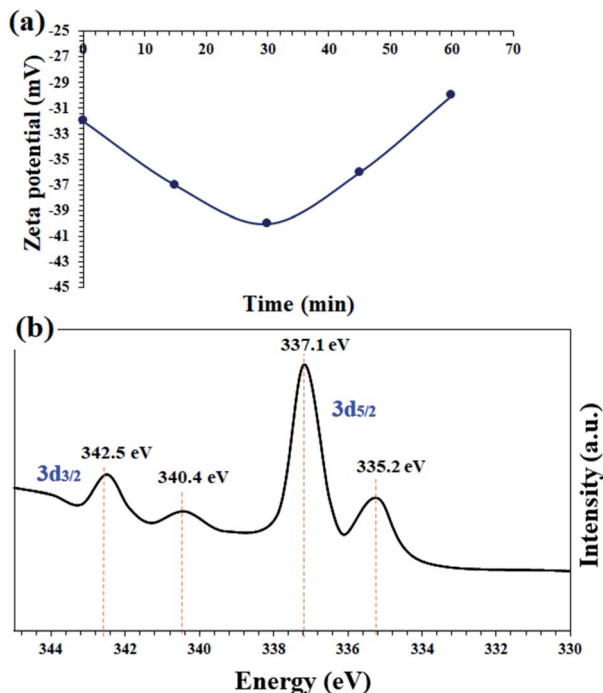 (a)
-25
0 10 20 30 40 50 60 70
-27
-29
-31
-33
-35
-37
-39
-41
-43
-45
Zeta potential (mV)
Time (min)
(b)
337.1 eV
3d5/2
342.5 eV
3d3/2
340.4 eV
335.2 eV
Intensity (a.u.)
344 342 340 338 336 334 332 330
Energy (eV)